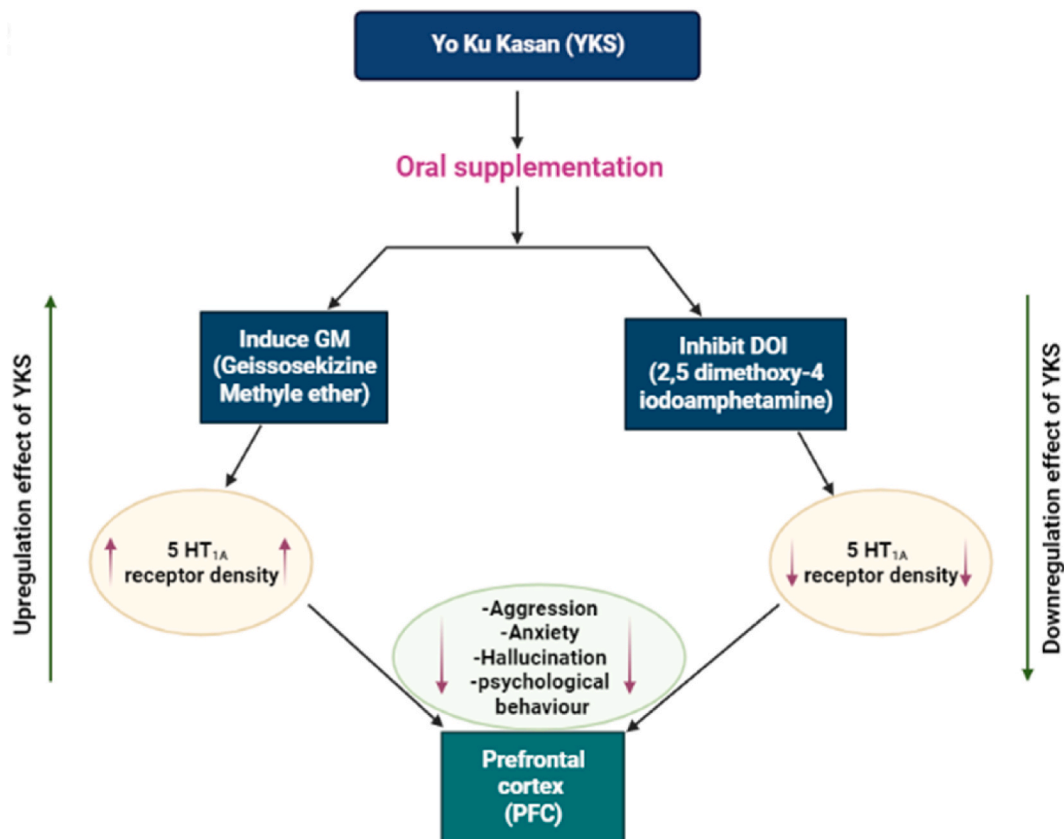 Yo Ku Kasan (YKS)
Oral supplementation
Upregulation effect of YKS
Induce GM
(Geissosekizine
Methyle ether)
Inhibit DOI
(2,5 dimethoxy-4
iodoamphetamine)
Downregulation effect of YKS
5 HT₁A
receptor density
5 HT₁A
receptor density
-Aggression
-Anxiety
-Hallucination
-psychological
behaviour
Prefrontal
cortex
(PFC)